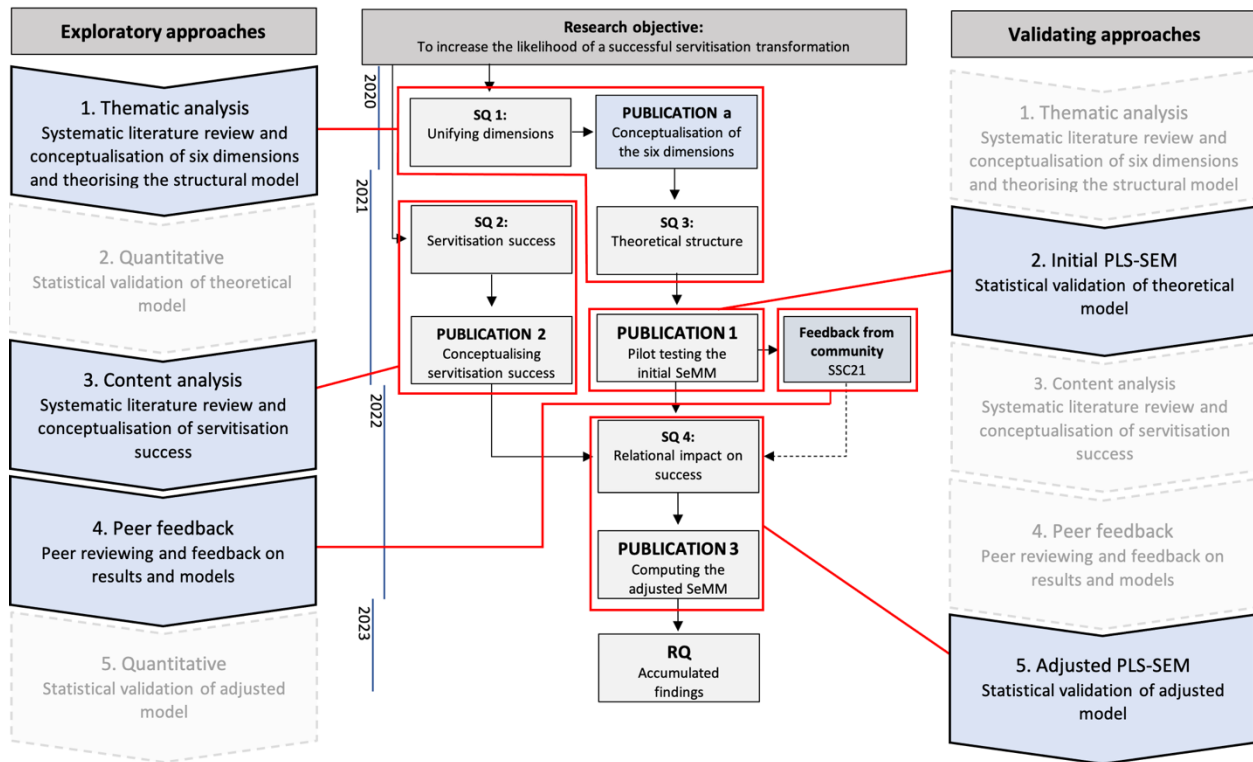 Exploratory approaches
1. Thematic analysis
Systematic literature review and
conceptualisation of six dimensions
and theorising the structural model
2. Quantitative
Statistical validation of theoretical
model
3. Content analysis
Systematic literature review and
conceptualisation of servitisation
success
4. Peer feedback
Peer reviewing and feedback on
results and models
5. Quantitative
Statistical validation of adjusted
model
Research objective:
To increase the likelihood of a successful servitisation transformation
2020
2021
2022
2023
SQ 1:
Unifying dimensions
PUBLICATION a
Conceptualisation of
the six dimensions
SQ 2:
Servitisation success
SQ 3:
Theoretical structure
PUBLICATION 2
Conceptualising
servitisation success
PUBLICATION 1
Pilot testing the
initial SeMM
Feedback from
community
SSC21
SQ 4:
Relational impact on
success
PUBLICATION 3
Computing the
adjusted SeMM
RQ
Accumulated
findings
Validating approaches
1. Thematic analysis
Systematic literature review and
conceptualisation of six dimensions
and theorising the structural model
2. Initial PLS-SEM
Statistical validation of theoretical
model
3. Content analysis
Systematic literature review and
conceptualisation of servitisation
success
4. Peer feedback
Peer reviewing and feedback on
results and models
5. Adjusted PLS-SEM
Statistical validation of adjusted
model